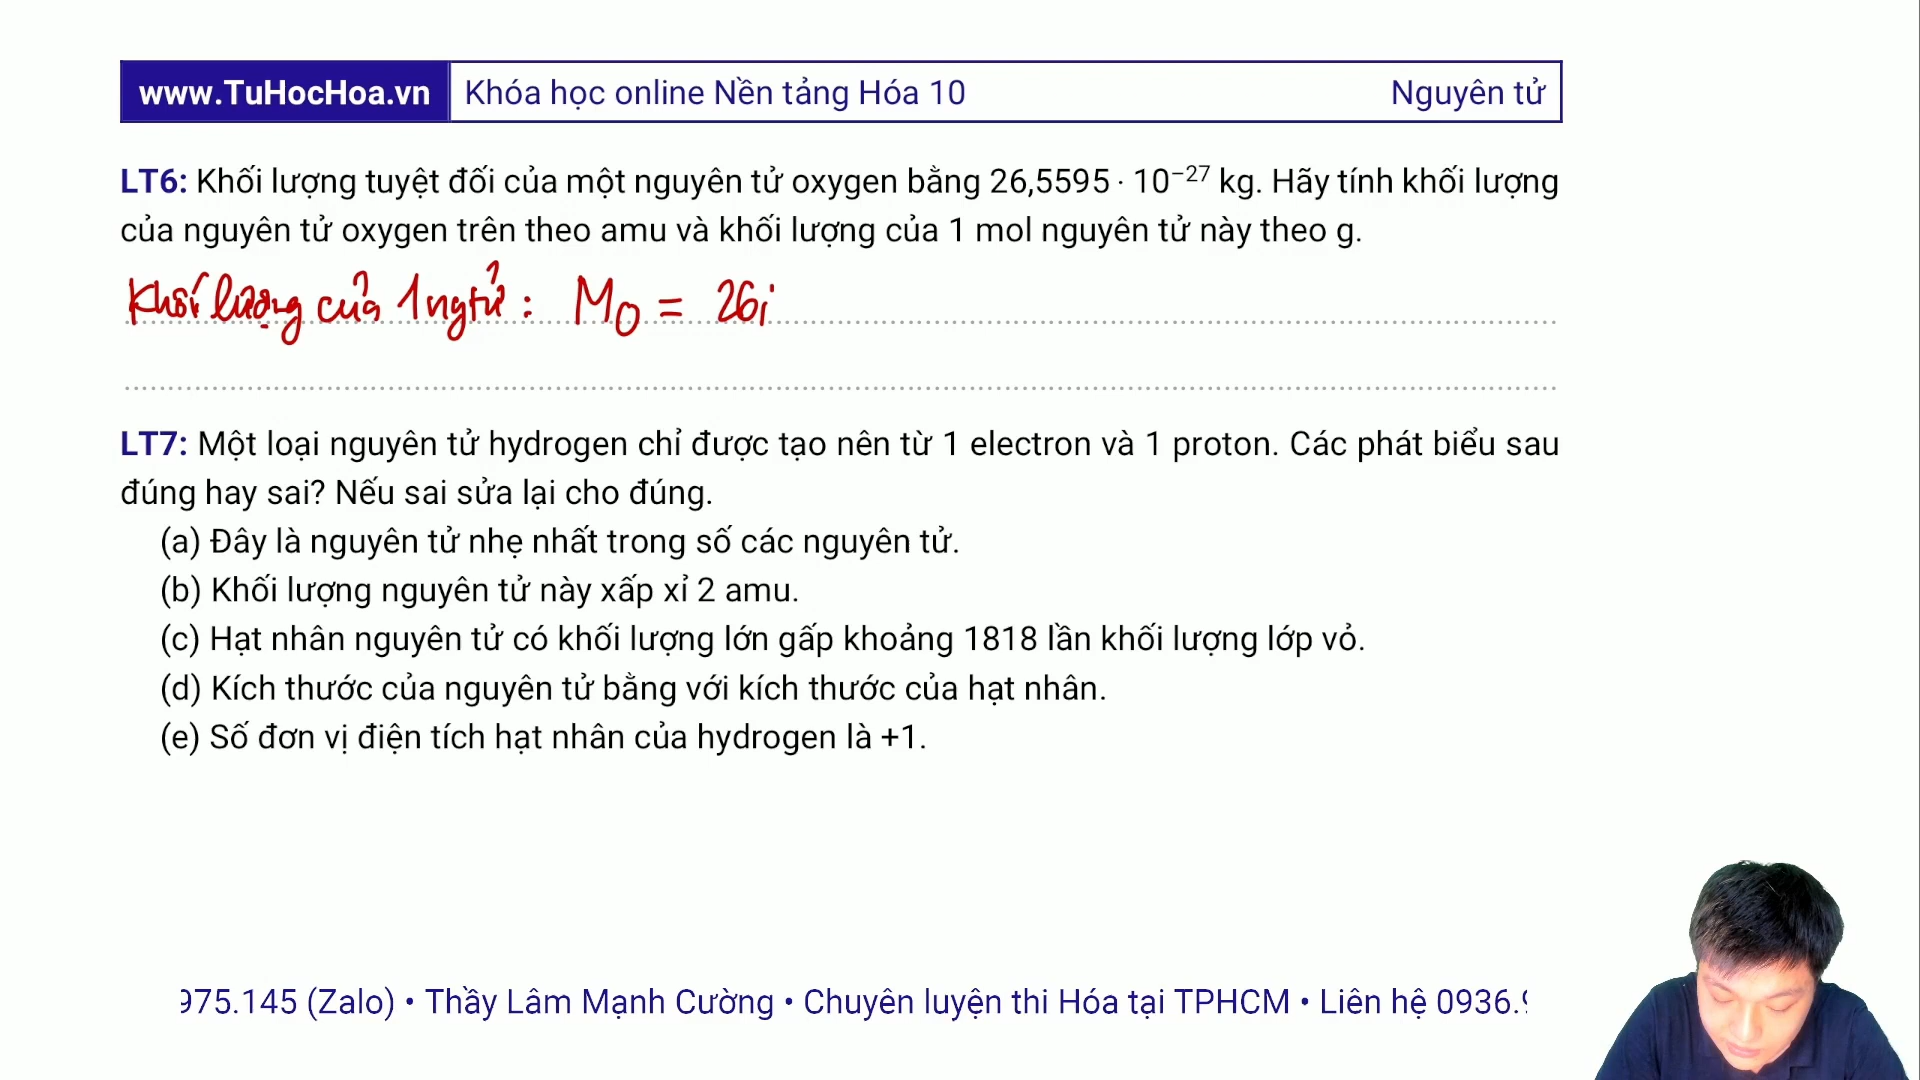 www.TuHocHoa.vn Khóa học online Nền tảng Hóa 10 Nguyên tử
LT6: Khối lượng tuyệt đối của một nguyên tử oxygen bằng 26,5595 · 10⁻²⁷ kg. Hãy tính khối lượng
của nguyên tử oxygen trên theo amu và khối lượng của 1 mol nguyên tử này theo g.
Khối lượng của 1 ng tử : M_O = 26,
LT7: Một loại nguyên tử hydrogen chỉ được tạo nên từ 1 electron và 1 proton. Các phát biểu sau
đúng hay sai? Nếu sai sửa lại cho đúng.
(a) Đây là nguyên tử nhẹ nhất trong số các nguyên tử.
(b) Khối lượng nguyên tử này xấp xỉ 2 amu.
(c) Hạt nhân nguyên tử có khối lượng lớn gấp khoảng 1818 lần khối lượng lớp vỏ.
(d) Kích thước của nguyên tử bằng với kích thước của hạt nhân.
(e) Số đơn vị điện tích hạt nhân của hydrogen là +1.
975.145 (Zalo) • Thầy Lâm Mạnh Cường • Chuyên luyện thi Hóa tại TPHCM • Liên hệ 0936.